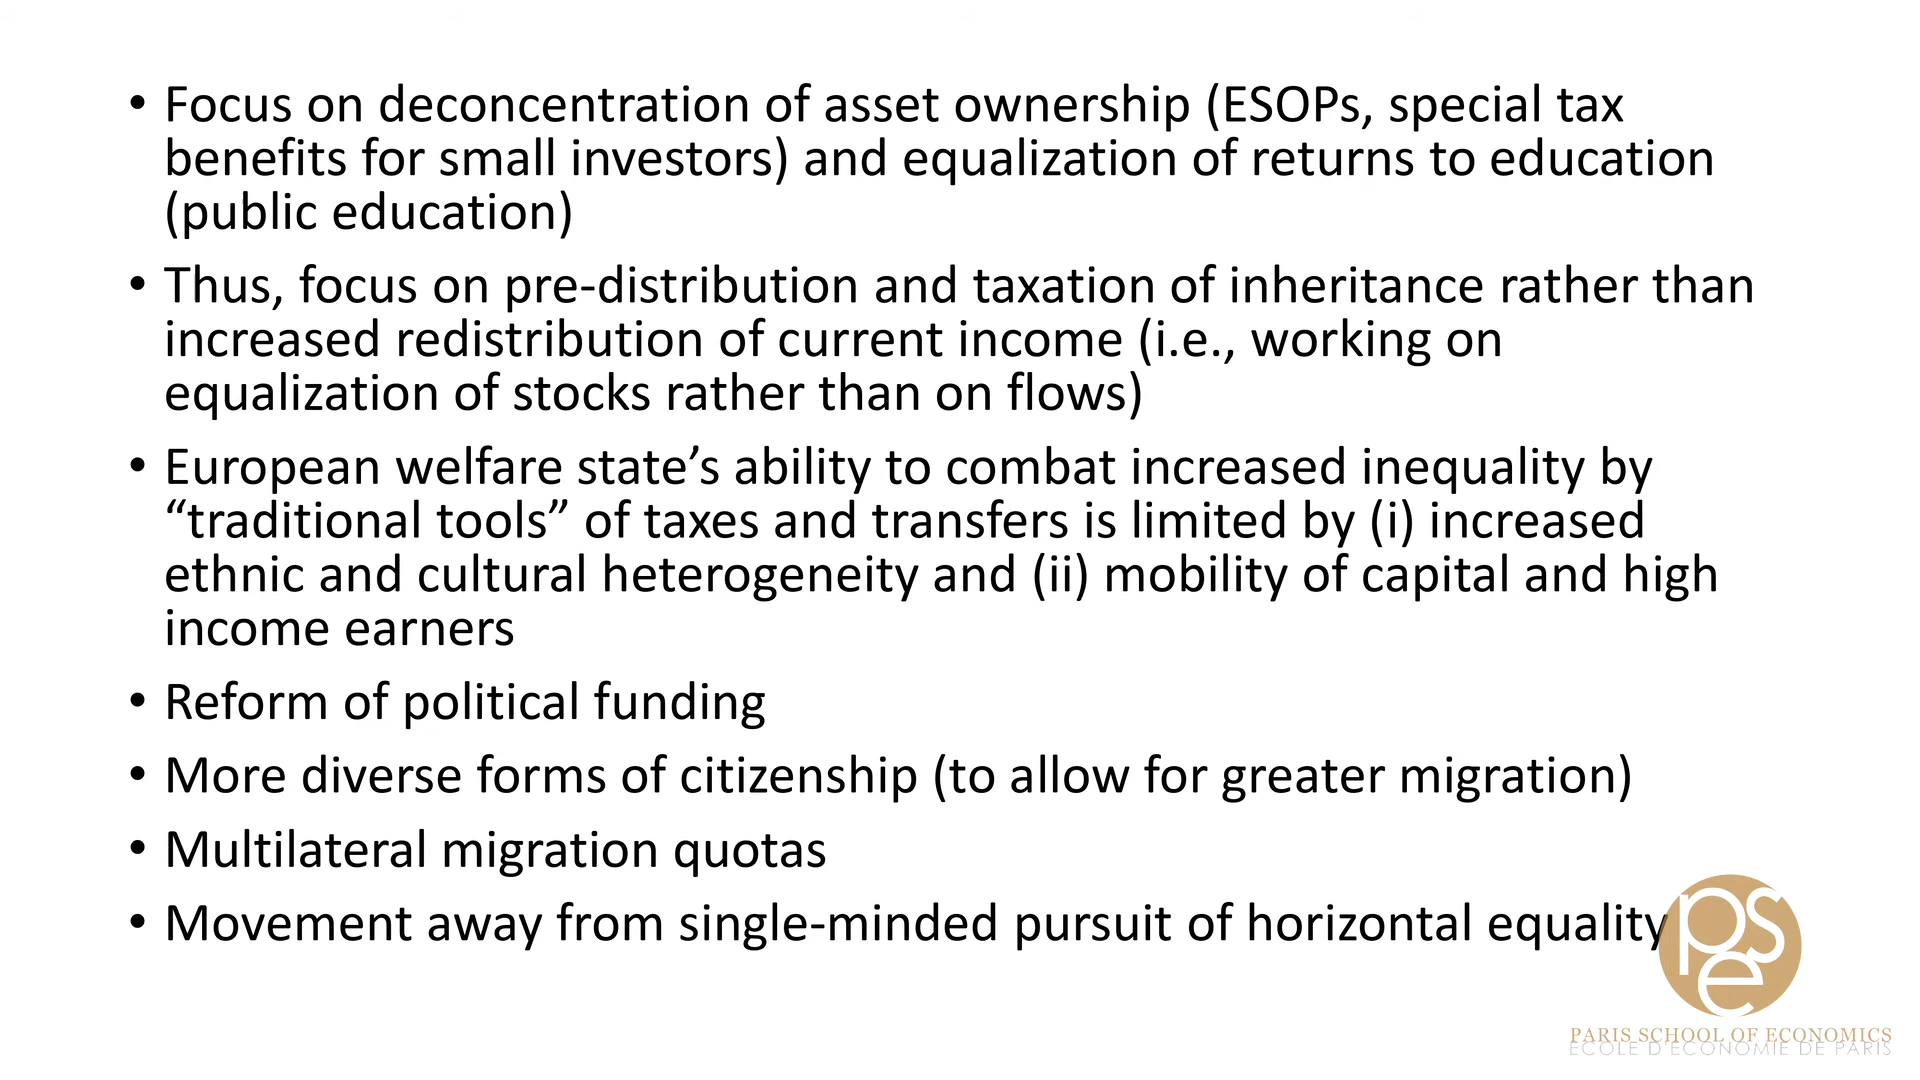 • Focus on deconcentration of asset ownership (ESOPs, special tax
benefits for small investors) and equalization of returns to education
(public education)
• Thus, focus on pre-distribution and taxation of inheritance rather than
increased redistribution of current income (i.e., working on
equalization of stocks rather than on flows)
• European welfare state’s ability to combat increased inequality by
“traditional tools” of taxes and transfers is limited by (i) increased
ethnic and cultural heterogeneity and (ii) mobility of capital and high
income earners
• Reform of political funding
• More diverse forms of citizenship (to allow for greater migration)
• Multilateral migration quotas
• Movement away from single-minded pursuit of horizontal equality
pse
PARIS SCHOOL OF ECONOMICS
ECOLE D'ECONOMIE DE PARIS